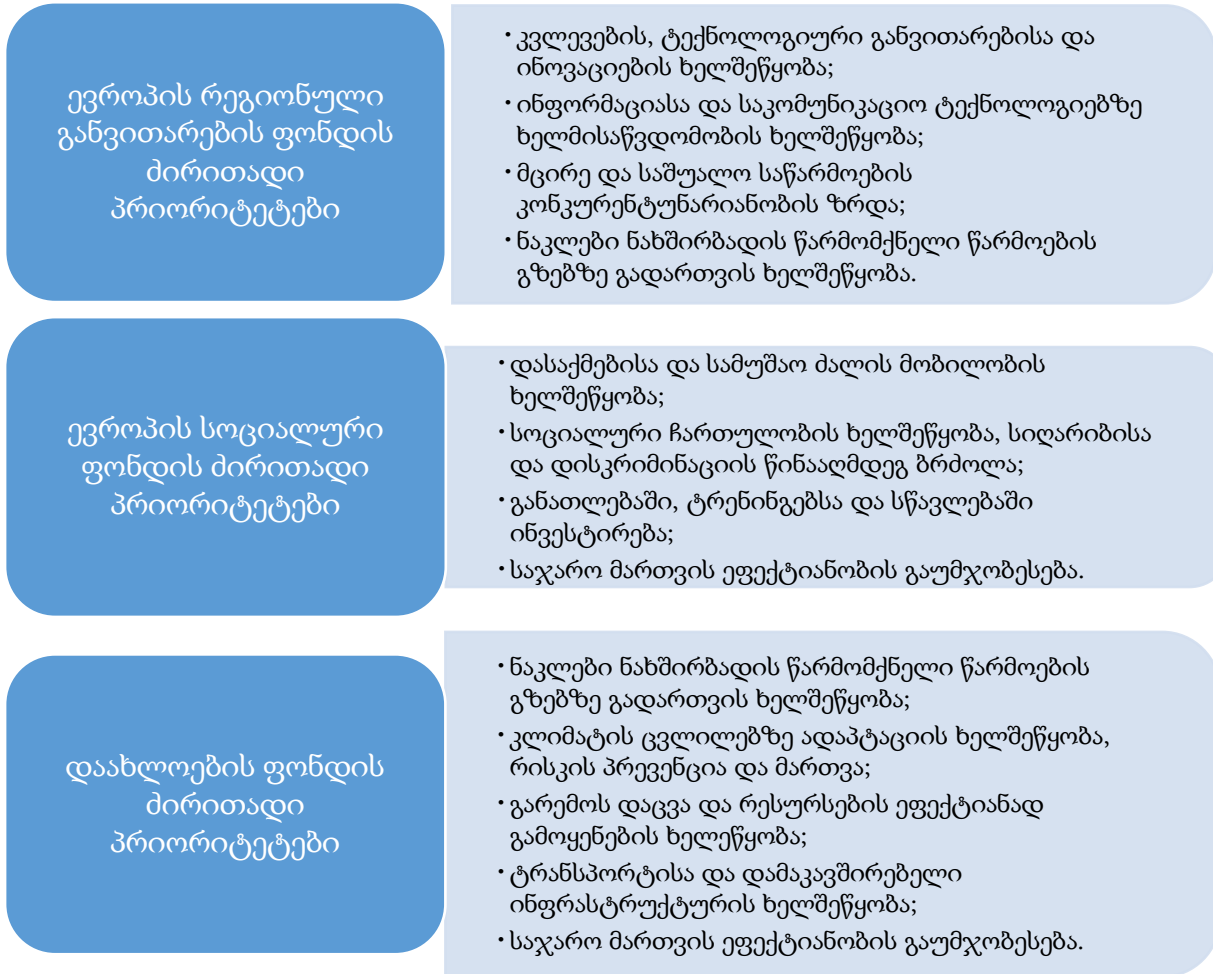 ევროპის რეგიონული
განვითარების ფონდის
ძირითადი
პრიორიტეტები
· კვლევების, ტექნოლოგიური განვითარებისა და
ინოვაციების ხელშეწყობა;
· ინფორმაციასა და საკომუნიკაციო ტექნოლოგიებზე
ხელმისაწვდომობის ხელშეწყობა;
· მცირე და საშუალო საწარმოების
კონკურენტუნარიანობის ზრდა;
· ნაკლები ნახშირბადის წარმომქნელი წარმოების
გზებზე გადართვის ხელშეწყობა.
ევროპის სოციალური
ფონდის ძირითადი
პრიორიტეტები
· დასაქმებისა და სამუშაო ძალის მობილობის
ხელშეწყობა;
· სოციალური ჩართულობის ხელშეწყობა, სიღარიბისა
და დისკრიმინაციის წინააღმდეგ ბრძოლა;
· განათლებაში, ტრენინგებსა და სწავლებაში
ინვესტირება;
· საჯარო მართვის ეფექტიანობის გაუმჯობესება.
დაახლოების ფონდის
ძირითადი
პრიორიტეტები
· ნაკლები ნახშირბადის წარმომქნელი წარმოების
გზებზე გადართვის ხელშეწყობა;
· კლიმატის ცვლილებზე ადაპტაციის ხელშეწყობა,
რისკის პრევენცია და მართვა;
· გარემოს დაცვა და რესურსების ეფექტიანად
გამოყენების ხელეწყობა;
· ტრანსპორტისა და დამაკავშირებელი
ინფრასტრუქტურის ხელშეწყობა;
· საჯარო მართვის ეფექტიანობის გაუმჯობესება.